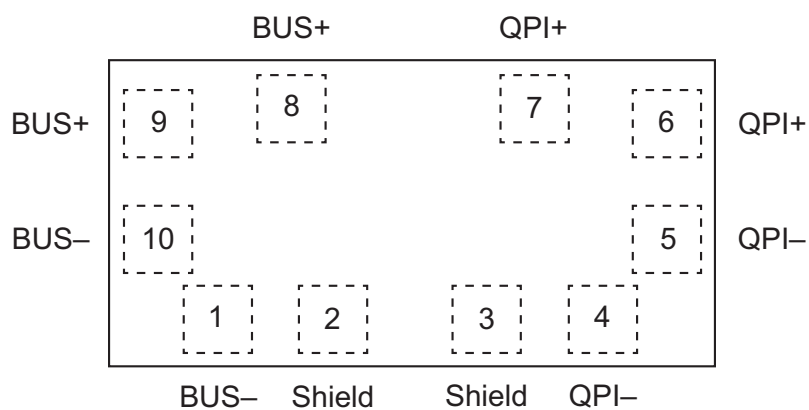 BUS+ QPI+
8 7
BUS+ 9 6 QPI+
BUS– 10 5 QPI–
1 2 3 4
BUS– Shield Shield QPI–